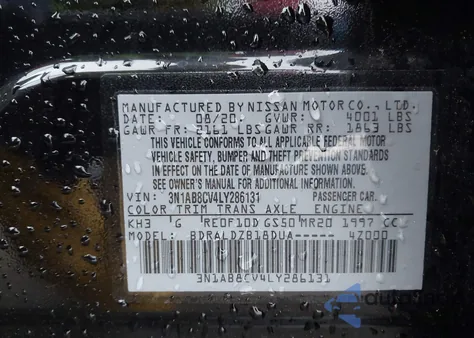 MANUFACTURED BY NISSAN MOTOR CO., LTD.
DATE: 08/20 GVWR: 4001 LBS
GAWR FR: 2161 LBS GAWR RR: 1863 LBS
THIS VEHICLE CONFORMS TO ALL APPLICABLE FEDERAL MOTOR
VEHICLE SAFETY, BUMPER AND THEFT PREVENTION STANDARDS
IN EFFECT ON THE DATE OF MANUFACTURE SHOWN ABOVE.
SEE OWNER'S MANUAL FOR ADDITIONAL INFORMATION.
VIN: 3N1AB8CV4LY286131 PASSENGER CAR.
COLOR TRIM TRANS AXLE ENGINE
KH3 G RE0F10D GS50 MR20 1997 CC
MODEL: BDRALDZB18DUA----- 4Z000
3N1AB8CV4LY286131